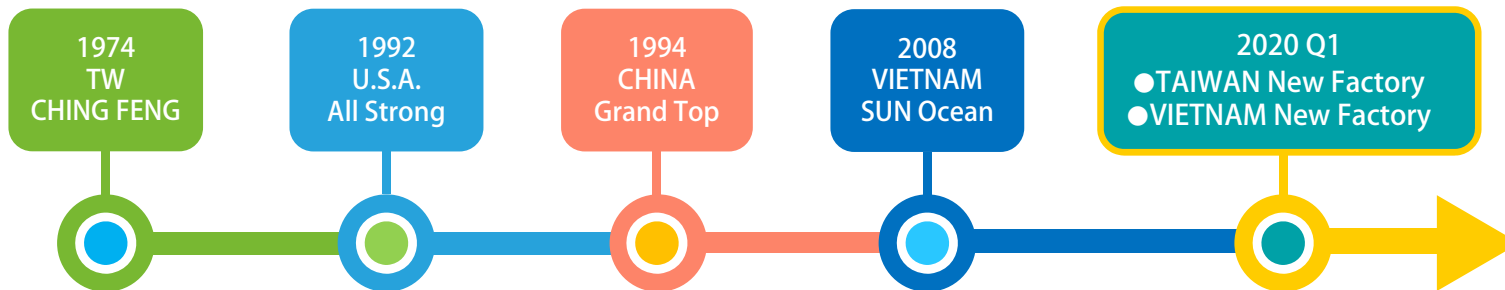 1974
TW
CHING FENG
1992
U.S.A.
All Strong
1994
CHINA
Grand Top
2008
VIETNAM
SUN Ocean
2020 Q1
●TAIWAN New Factory
●VIETNAM New Factory